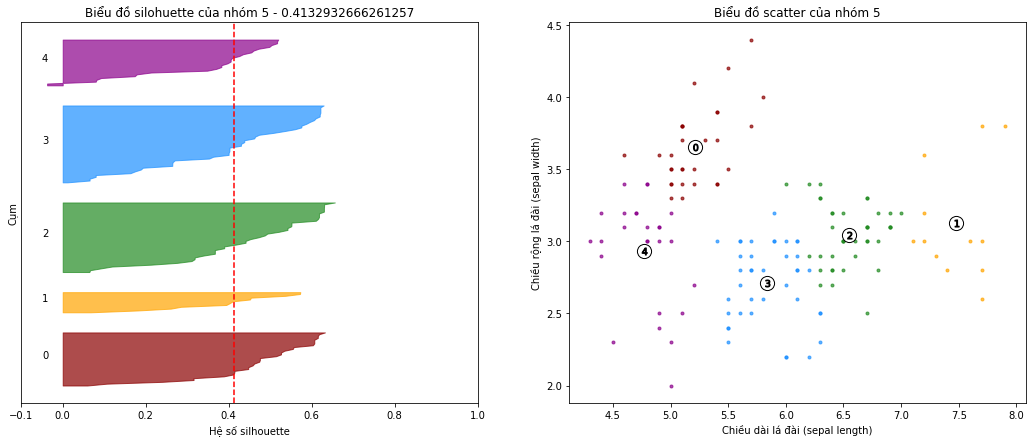 Biểu đồ silohuette của nhóm 5 - 0.4132932666261257
Cụm
4
3
2
1
0
−0.1 0.0 0.2 0.4 0.6 0.8 1.0
Hệ số silhouette
Biểu đồ scatter của nhóm 5
Chiều rộng lá đài (sepal width)
4.5
4.0
3.5
3.0
2.5
2.0
0
1
2
4
3
4.5 5.0 5.5 6.0 6.5 7.0 7.5 8.0
Chiều dài lá đài (sepal length)